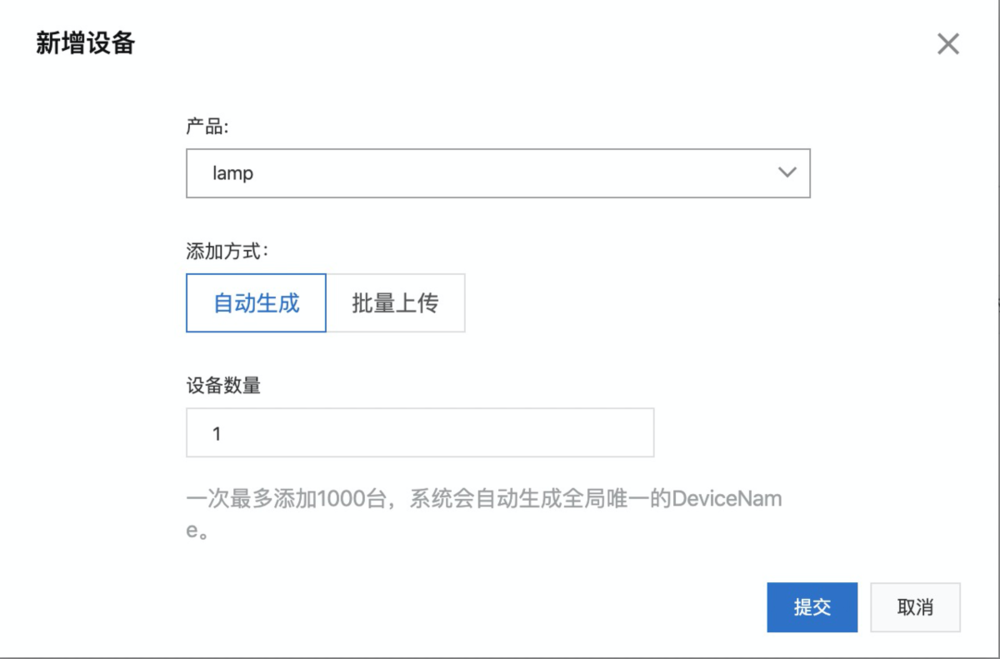 新增设备
产品:
lamp
添加方式:
自动生成 批量上传
设备数量
1
一次最多添加1000台，系统会自动生成全局唯一的DeviceNam
e。
提交 取消